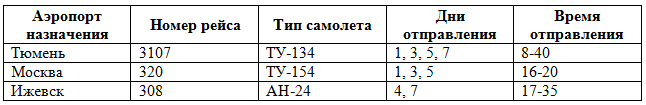 Аэропорт назначения Номер рейса Тип самолета Дни отправления Время отправления
Тюмень 3107 ТУ-134 1, 3, 5, 7 8-40
Москва 320 ТУ-154 1, 3, 5 16-20
Ижевск 308 АН-24 4, 7 17-35